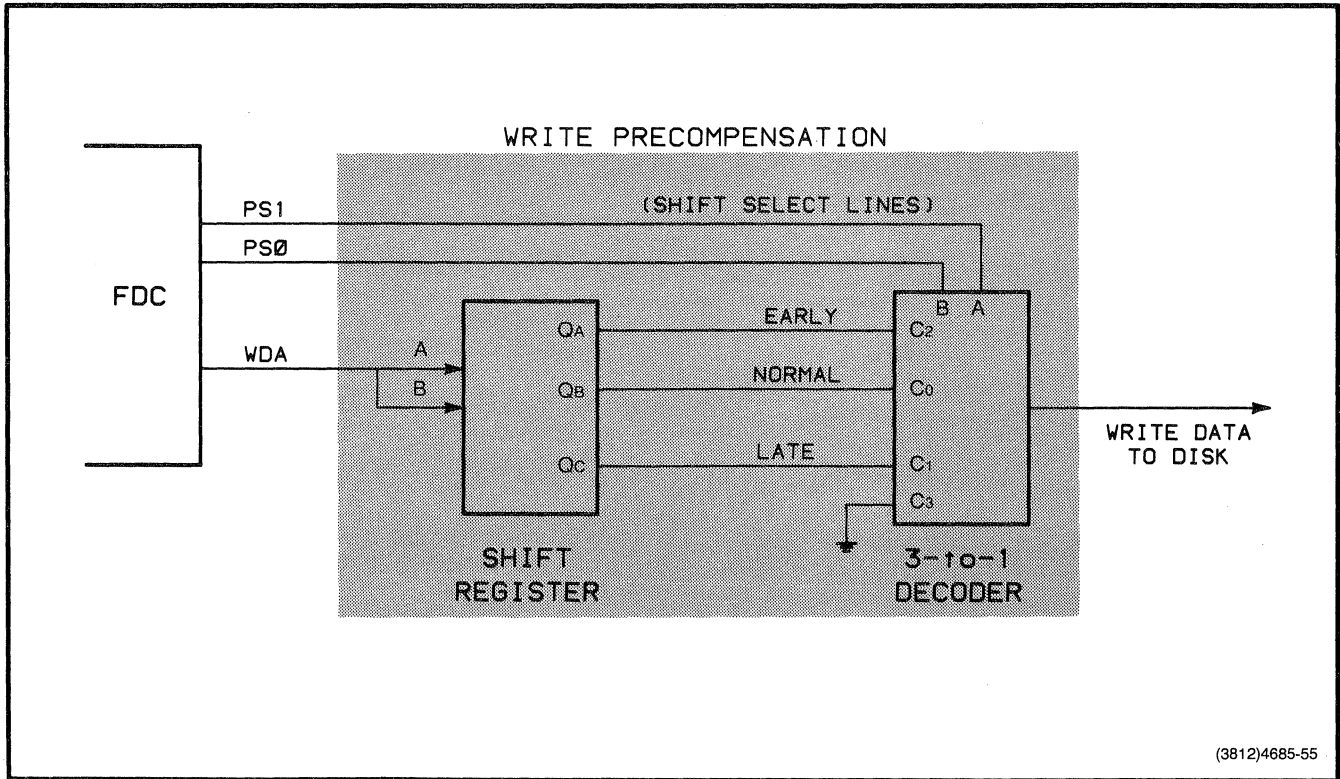 WRITE PRECOMPENSATION
PS1
(SHIFT SELECT LINES)
PSØ
FDC
B A
QA
EARLY
C2
WDA
A
B
QB
NORMAL
C0
WRITE DATA
TO DISK
QC
LATE
C1
C3
SHIFT
REGISTER
3-to-1
DECODER
(3812)4685-55